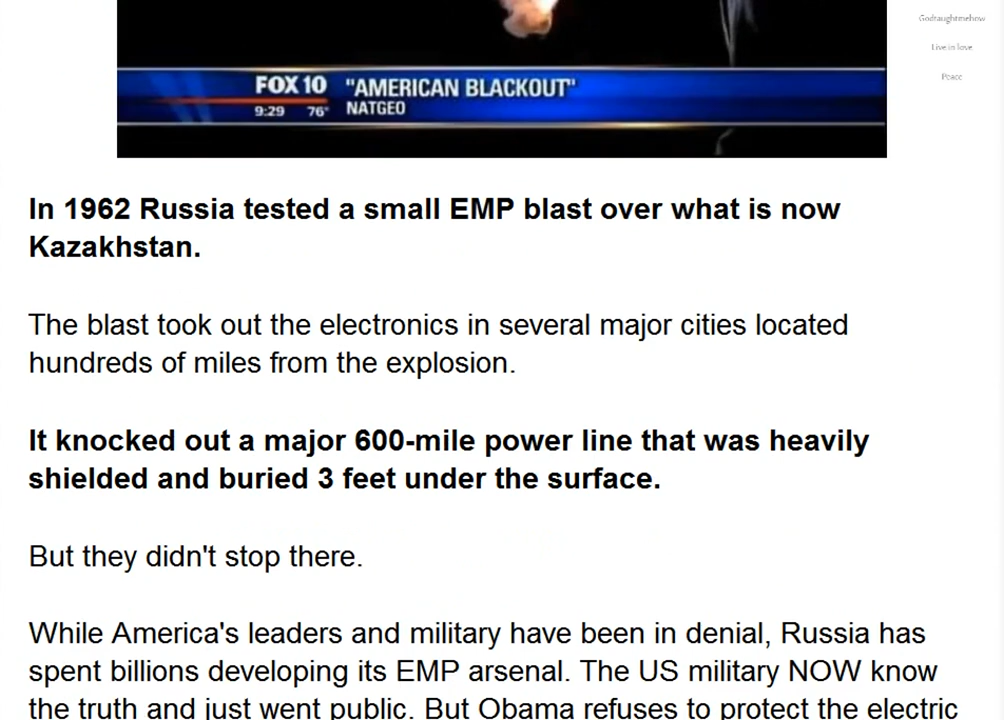 Godtaughtmehow
Live in love
Peace
FOX 10 "AMERICAN BLACKOUT"
9:29 76° NATGEO
In 1962 Russia tested a small EMP blast over what is now
Kazakhstan.
The blast took out the electronics in several major cities located
hundreds of miles from the explosion.
It knocked out a major 600-mile power line that was heavily
shielded and buried 3 feet under the surface.
But they didn't stop there.
While America's leaders and military have been in denial, Russia has
spent billions developing its EMP arsenal. The US military NOW know
the truth and just went public. But Obama refuses to protect the electric